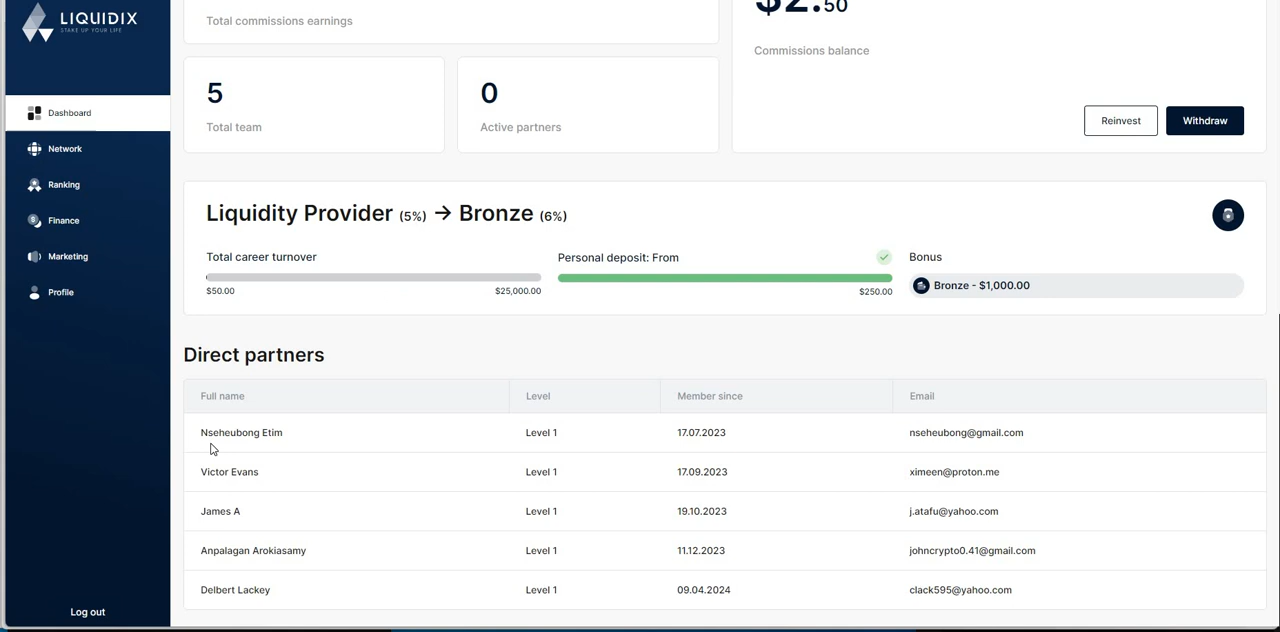 LIQUIDIX
STAKE UP YOUR LIFE
Dashboard
Network
Ranking
Finance
Marketing
Profile
Log out
Total commissions earnings
$2.50
Commissions balance
5
Total team
0
Active partners
Reinvest
Withdraw
Liquidity Provider (5%) → Bronze (6%)
Total career turnover
$50.00
$25,000.00
Personal deposit: From
$250.00
Bonus
Bronze - $1,000.00
Direct partners
Full name Level Member since Email
Nseheubong Etim Level 1 17.07.2023 nseheubong@gmail.com
Victor Evans Level 1 17.09.2023 ximeen@proton.me
James A Level 1 19.10.2023 j.atafu@yahoo.com
Anpalagan Arokiasamy Level 1 11.12.2023 johncrypto0.41@gmail.com
Delbert Lackey Level 1 09.04.2024 clack595@yahoo.com